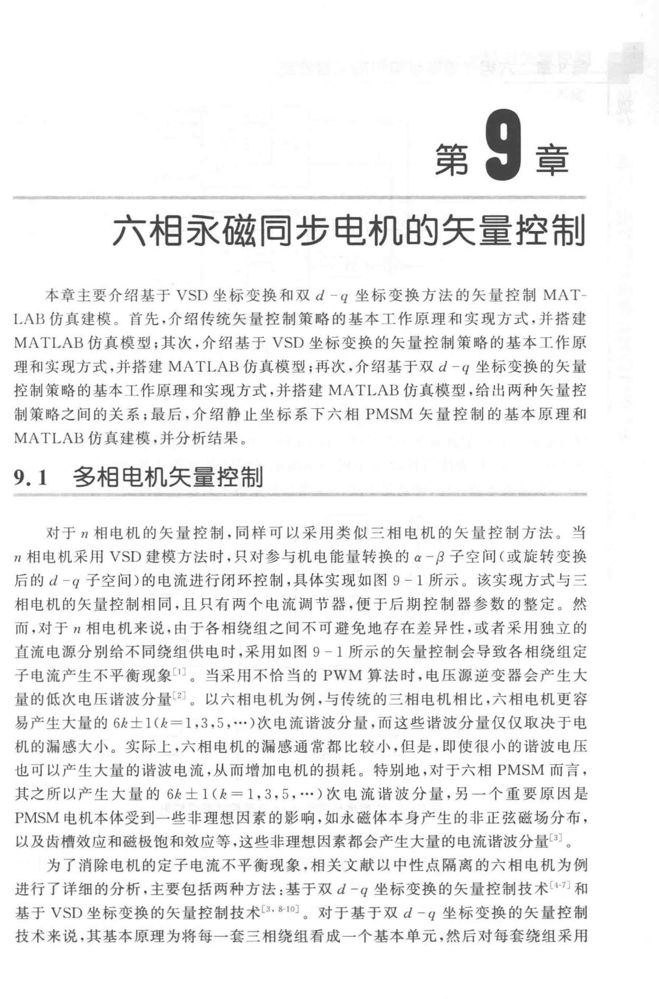 第9章
六相永磁同步电机的矢量控制
本章主要介绍基于 VSD 坐标变换和双 d-q 坐标变换方法的矢量控制 MAT-
LAB 仿真建模。首先,介绍传统矢量控制策略的基本工作原理和实现方式,并搭建
MATLAB 仿真模型;其次,介绍基于 VSD 坐标变换的矢量控制策略的基本工作原
理和实现方式,并搭建 MATLAB 仿真模型;再次,介绍基于双 d-q 坐标变换的矢量
控制策略的基本工作原理和实现方式,并搭建 MATLAB 仿真模型,给出两种矢量控
制策略之间的关系;最后,介绍静止坐标系下六相 PMSM 矢量控制的基本原理和
MATLAB 仿真建模,并分析结果。
9.1 多相电机矢量控制
对于 n 相电机的矢量控制,同样可以采用类似三相电机的矢量控制方法。当
n 相电机采用 VSD 建模方法时,只对参与机电能量转换的 α-β 子空间(或旋转变换
后的 d-q 子空间)的电流进行闭环控制,具体实现如图 9-1 所示。该实现方式与三
相电机的矢量控制相同,且只有两个电流调节器,便于后期控制器参数的整定。然
而,对于 n 相电机来说,由于各相绕组之间不可避免地存在差异性,或者采用独立的
直流电源分别给不同绕组供电时,采用如图 9-1 所示的矢量控制会导致各相绕组定
子电流产生不平衡现象[1]。当采用不恰当的 PWM 算法时,电压源逆变器会产生大
量的低次电压谐波分量[2]。以六相电机为例,与传统的三相电机相比,六相电机更容
易产生大量的 6k±1(k=1,3,5,…)次电流谐波分量,而这些谐波分量仅仅取决于电
机的漏感大小。实际上,六相电机的漏感通常都比较小,但是,即使很小的谐波电压
也可以产生大量的谐波电流,从而增加电机的损耗。特别地,对于六相 PMSM 而言,
其之所以产生大量的 6k±1(k=1,3,5,…)次电流谐波分量,另一个重要原因是
PMSM 电机本体受到一些非理想因素的影响,如永磁体本身产生的非正弦磁场分布,
以及齿槽效应和磁极饱和效应等,这些非理想因素都会产生大量的电流谐波分量[3]。
为了消除电机的定子电流不平衡现象,相关文献以中性点隔离的六相电机为例
进行了详细的分析,主要包括两种方法:基于双 d-q 坐标变换的矢量控制技术[4-7]和
基于 VSD 坐标变换的矢量控制技术[3,8-10]。对于基于双 d-q 坐标变换的矢量控制
技术来说,其基本原理为将每一套三相绕组看成一个基本单元,然后对每套绕组采用